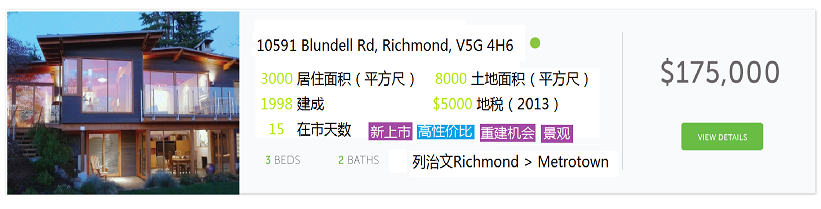 10591 Blundell Rd, Richmond, V5G 4H6
3000 居住面积（平方尺） 8000 土地面积（平方尺）
1998 建成 $5000 地税（2013）
15 在市天数 新上市 高性价比 重建机会 景观
3 BEDS 2 BATHS 列治文Richmond > Metrotown
$175,000
VIEW DETAILS